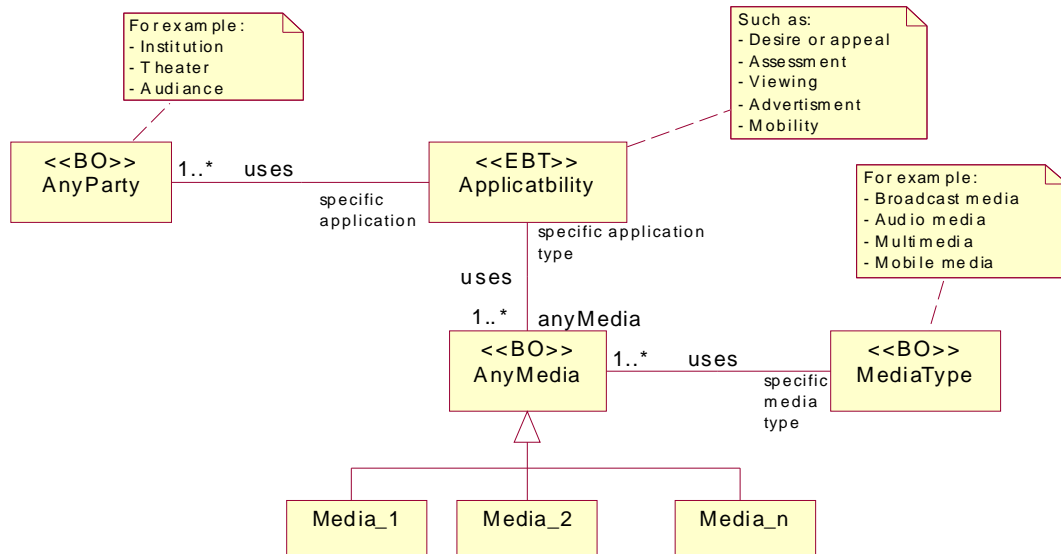 For example:
- Institution
- Theater
- Audiance
Such as:
- Desire or appeal
- Assessment
- Viewing
- Advertisment
- Mobility
<<BO>>
AnyParty
1..* uses
specific
application
<<EBT>>
Applicatbility
specific application
type
For example:
- Broadcast media
- Audio media
- Multimedia
- Mobile media
uses
1..* anyMedia
<<BO>>
AnyMedia
1..* uses
specific
media
type
<<BO>>
MediaType
Media_1
Media_2
Media_n